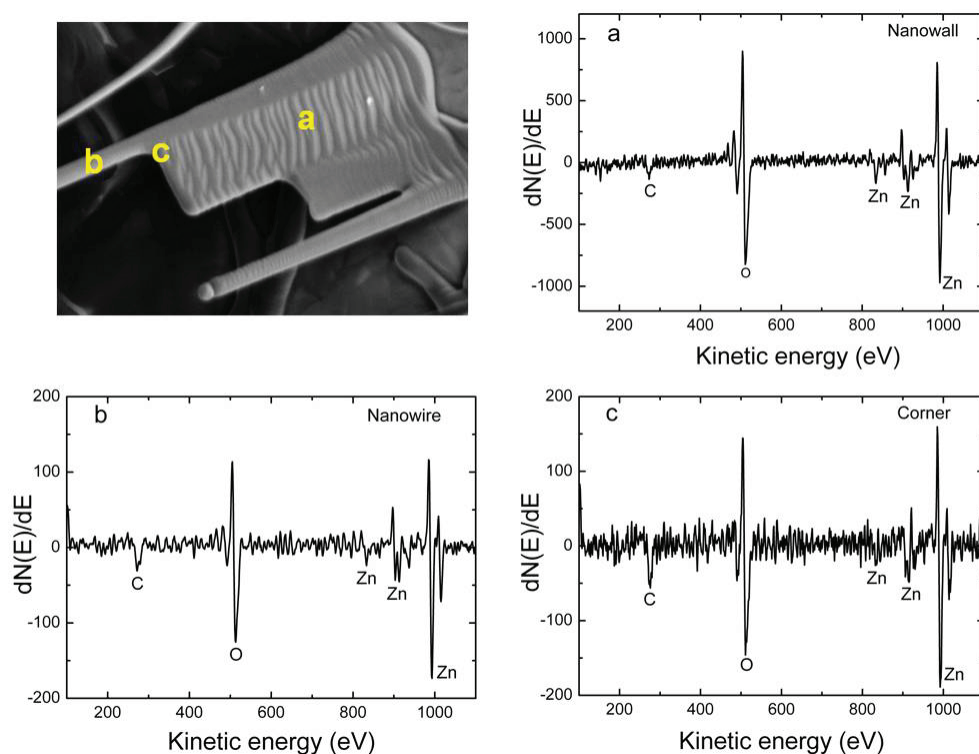 a
b
c
a
Nanowall
dN(E)/dE
1000
500
0
-500
-1000
C
O
Zn
Zn
Zn
200 400 600 800 1000
Kinetic energy (eV)
b
Nanowire
dN(E)/dE
200
100
0
-100
-200
C
O
Zn
Zn
Zn
200 400 600 800 1000
Kinetic energy (eV)
c
Corner
dN(E)/dE
200
100
0
-100
-200
C
O
Zn
Zn
Zn
200 400 600 800 1000
Kinetic energy (eV)